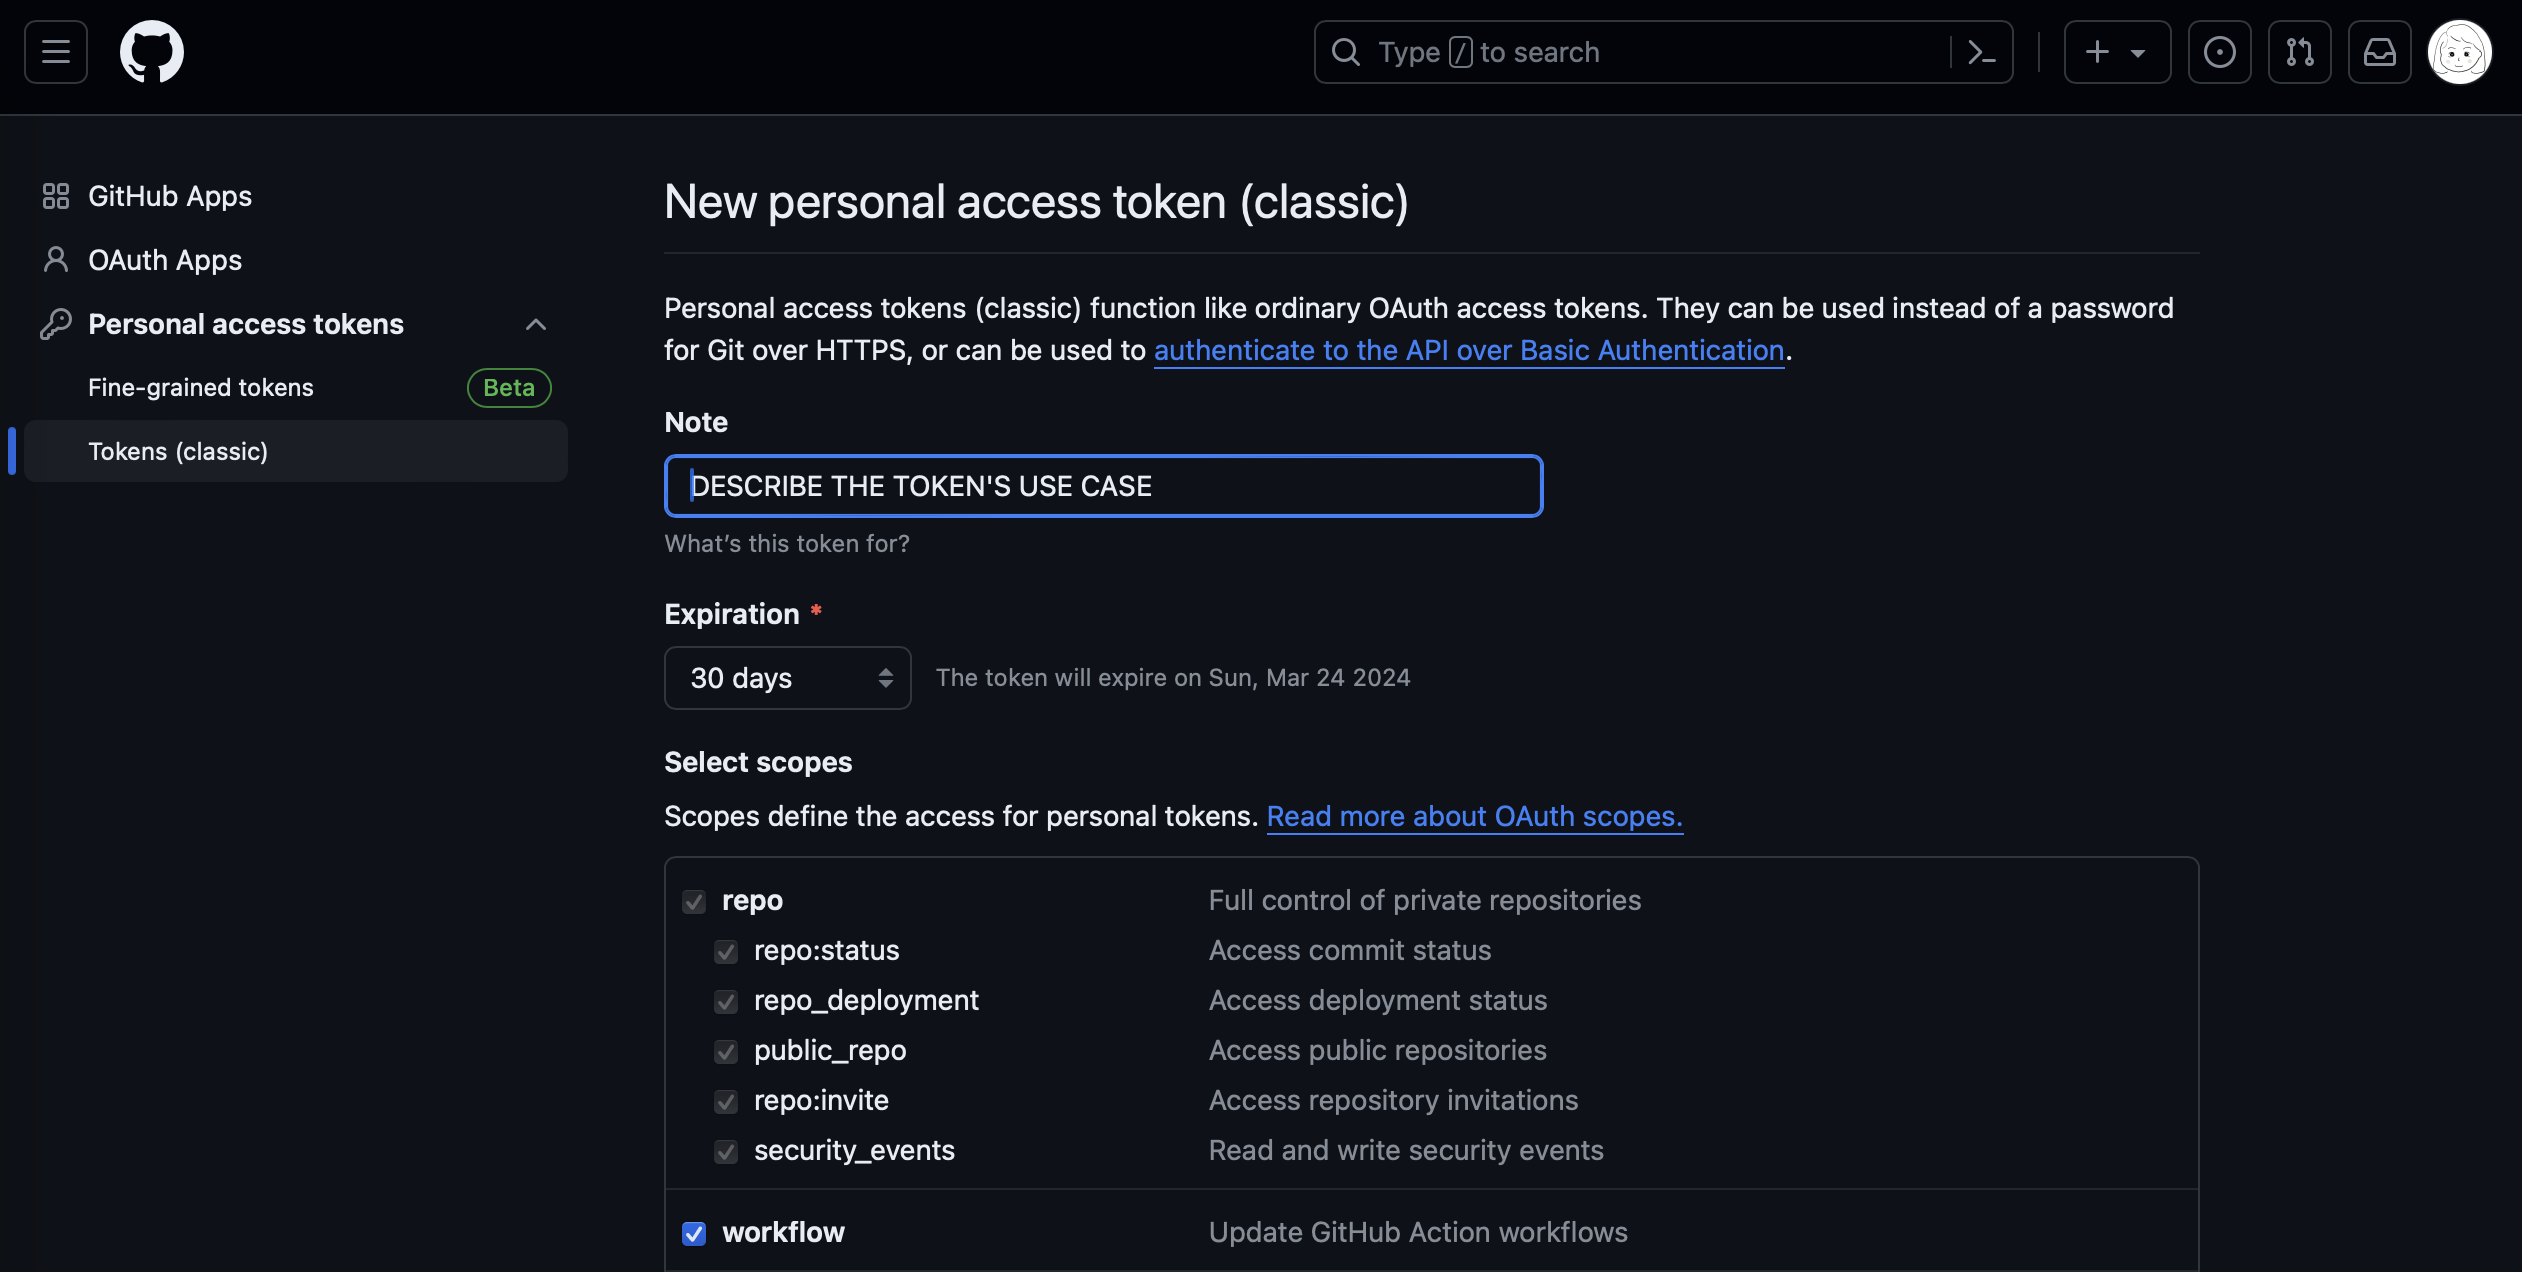 Type / to search
GitHub Apps
OAuth Apps
Personal access tokens
Fine-grained tokens Beta
Tokens (classic)
New personal access token (classic)
Personal access tokens (classic) function like ordinary OAuth access tokens. They can be used instead of a password
for Git over HTTPS, or can be used to authenticate to the API over Basic Authentication.
Note
DESCRIBE THE TOKEN'S USE CASE
What’s this token for?
Expiration *
30 days The token will expire on Sun, Mar 24 2024
Select scopes
Scopes define the access for personal tokens. Read more about OAuth scopes.
repo Full control of private repositories
repo:status Access commit status
repo_deployment Access deployment status
public_repo Access public repositories
repo:invite Access repository invitations
security_events Read and write security events
workflow Update GitHub Action workflows